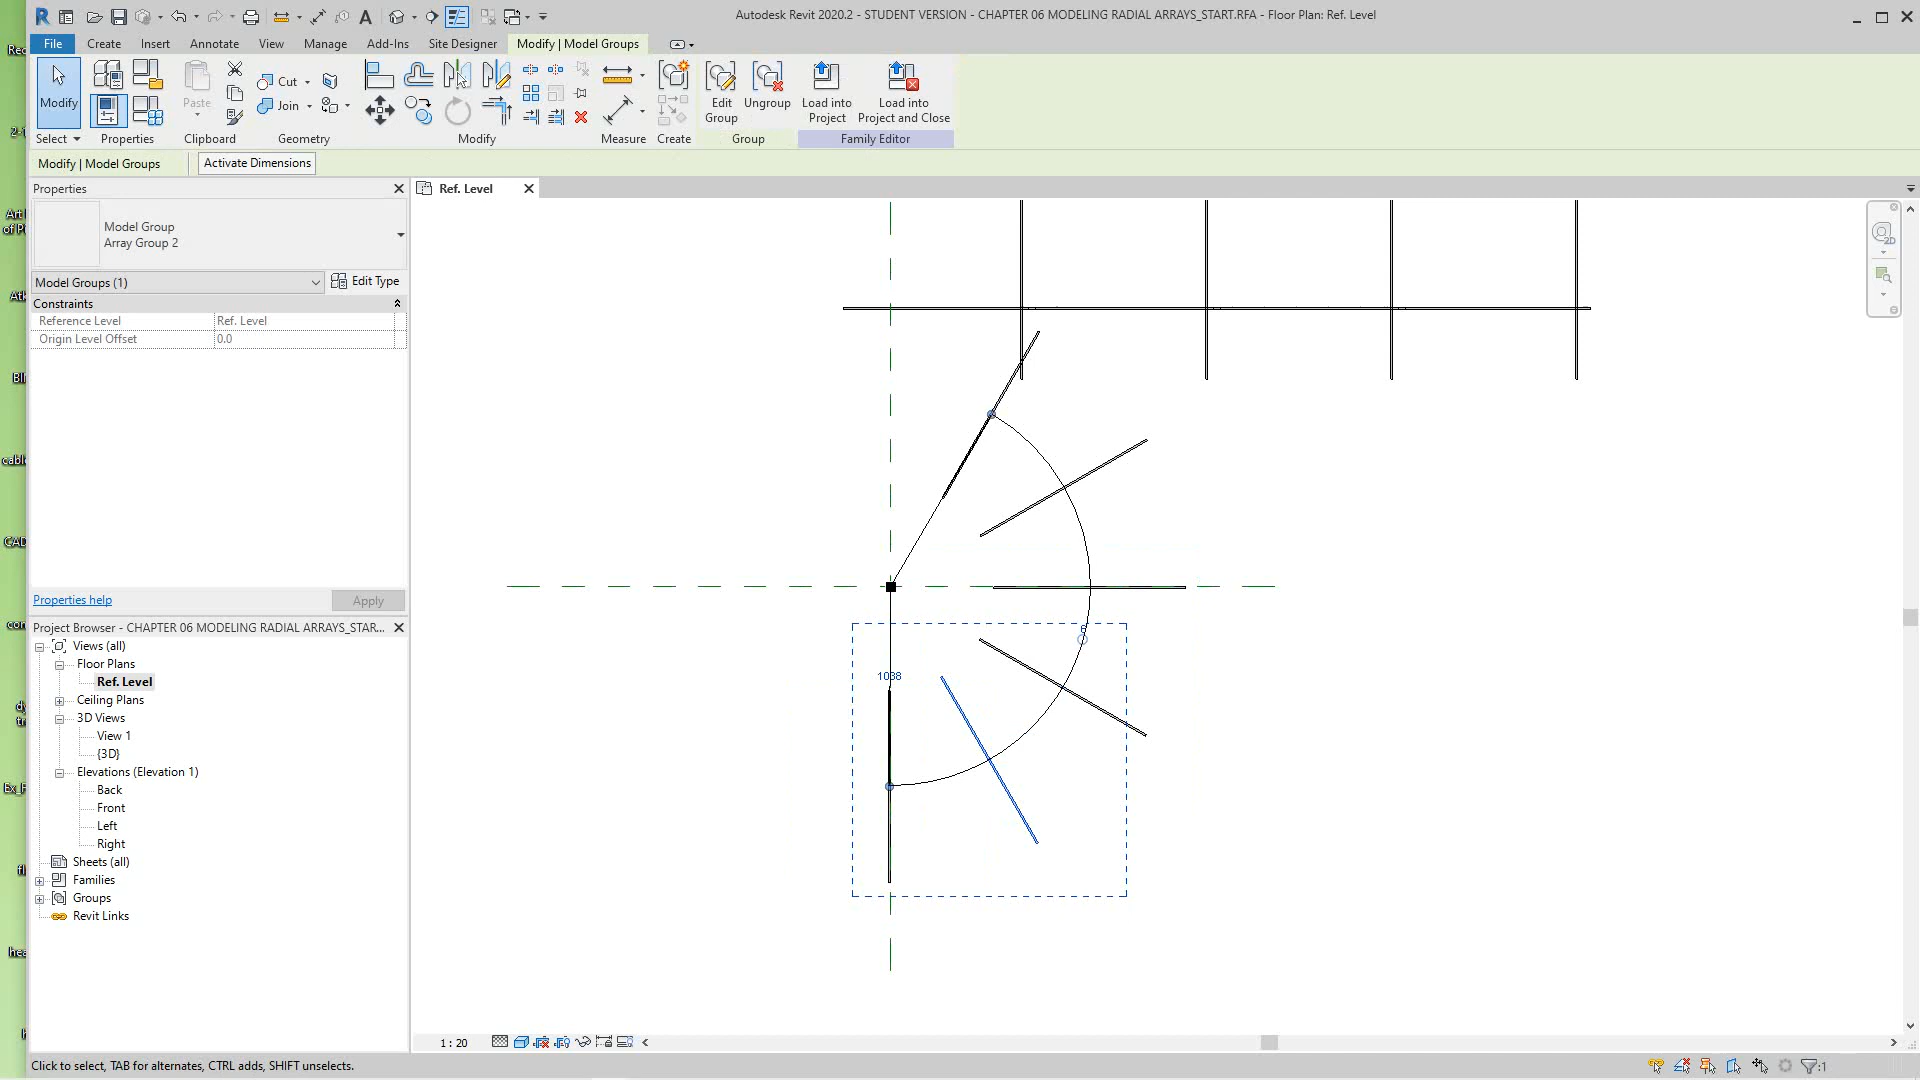 Autodesk Revit 2020.2 - STUDENT VERSION - CHAPTER 06 MODELING RADIAL ARRAYS_START.RFA - Floor Plan: Ref. Level
File Create Insert Annotate View Manage Add-Ins Site Designer Modify | Model Groups
Modify
Paste
Cut
Join
Edit Group
Ungroup
Load into Project
Load into Project and Close
Select Properties Clipboard Geometry Modify Measure Create Group Family Editor
Modify | Model Groups Activate Dimensions
Properties
Ref. Level
Model Group
Array Group 2
Model Groups (1)
Edit Type
Constraints
Reference Level Ref. Level
Origin Level Offset 0.0
2D
6
1038
Properties help
Apply
Project Browser - CHAPTER 06 MODELING RADIAL ARRAYS_STAR...
Views (all)
Floor Plans
Ref. Level
Ceiling Plans
3D Views
View 1
{3D}
Elevations (Elevation 1)
Back
Front
Left
Right
Sheets (all)
Families
Groups
Revit Links
1 : 20
Click to select, TAB for alternates, CTRL adds, SHIFT unselects.
:1